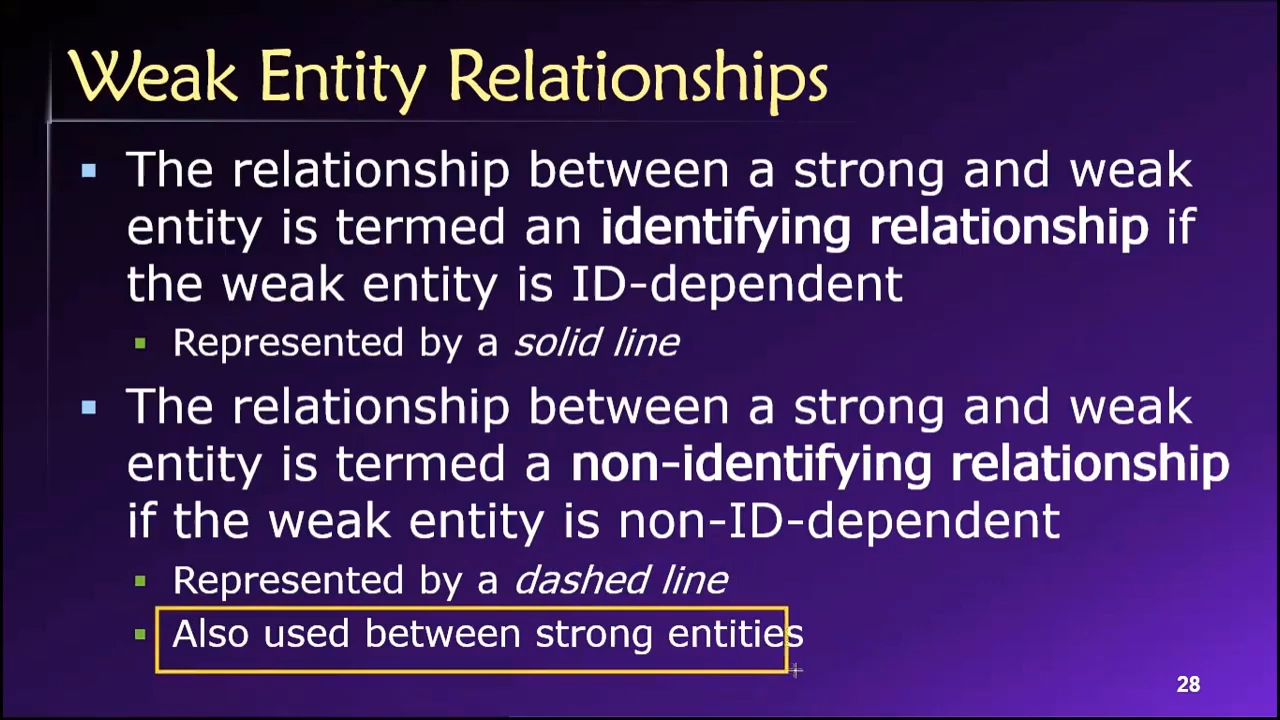 Weak Entity Relationships
The relationship between a strong and weak
entity is termed an identifying relationship if
the weak entity is ID-dependent
Represented by a solid line
The relationship between a strong and weak
entity is termed a non-identifying relationship
if the weak entity is non-ID-dependent
Represented by a dashed line
Also used between strong entities
28